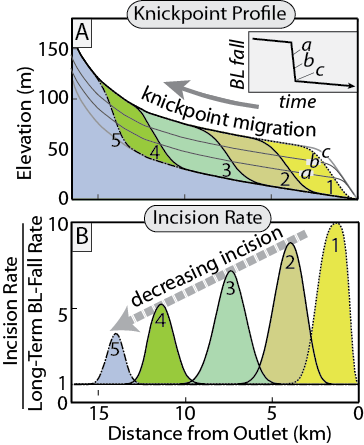 Knickpoint Profile
A
BL fall
a
b
c
time
150
100
50
0
Elevation (m)
knickpoint migration
5
4
3
2
1
a
b
c
Incision Rate
B
10
5
1
0
Incision Rate
Long-Term BL-Fall Rate
decreasing incision
5
4
3
2
1
15
10
5
0
Distance from Outlet (km)